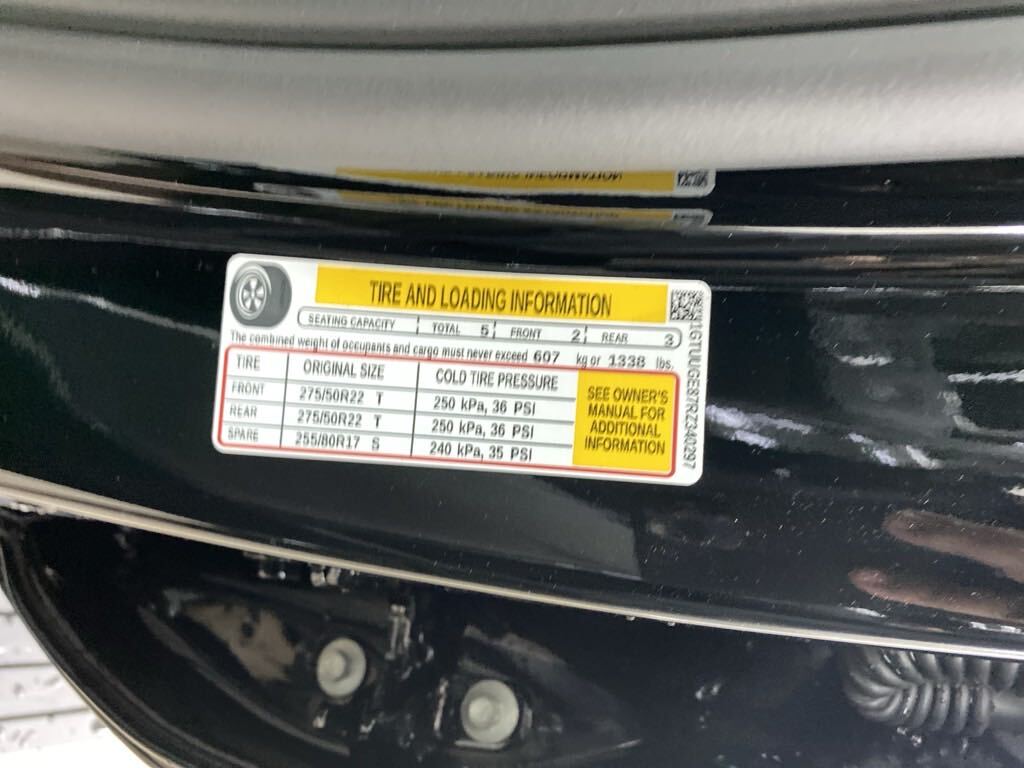 TIRE AND LOADING INFORMATION
SEATING CAPACITY TOTAL 5 FRONT 2 REAR 3
The combined weight of occupants and cargo must never exceed 607 kg or 1338 lbs.
TIRE ORIGINAL SIZE COLD TIRE PRESSURE
FRONT 275/50R22 T 250 kPa, 36 PSI
REAR 275/50R22 T 250 kPa, 36 PSI
SPARE 255/80R17 S 240 kPa, 35 PSI
SEE OWNER'S
MANUAL FOR
ADDITIONAL
INFORMATION
1GTUUGE87RZ340297